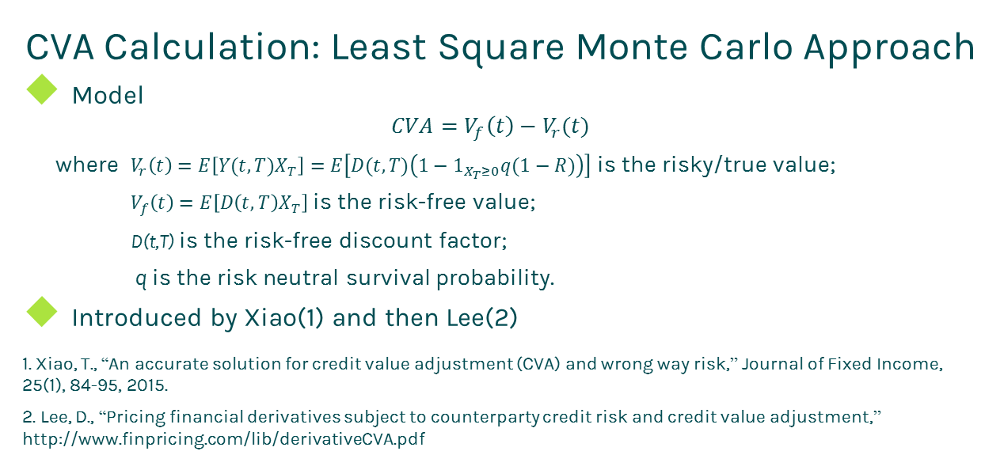 CVA Calculation: Least Square Monte Carlo Approach
Model
CVA = V_f(t) − V_r(t)
where V_r(t) = E[Y(t,T)X_T] = E[D(t,T)(1 − 1_{X_T≥0}q(1 − R))] is the risky/true value;
V_f(t) = E[D(t,T)X_T] is the risk-free value;
D(t,T) is the risk-free discount factor;
q is the risk neutral survival probability.
Introduced by Xiao(1) and then Lee(2)
1. Xiao, T., “An accurate solution for credit value adjustment (CVA) and wrong way risk,” Journal of Fixed Income,
25(1), 84-95, 2015.
2. Lee, D., “Pricing financial derivatives subject to counterparty credit risk and credit value adjustment,”
http://www.finpricing.com/lib/derivativeCVA.pdf